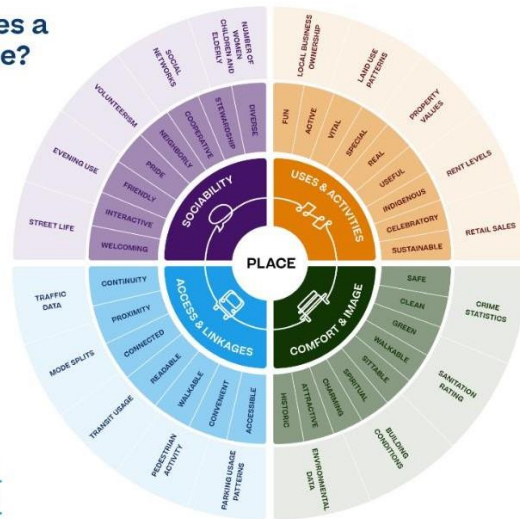 es a
e?
PLACE
SOCIABILITY
WELCOMING
INTERACTIVE
FRIENDLY
PRIDE
NEIGHBORLY
COOPERATIVE
STEWARDSHIP
DIVERSE
STREET LIFE
EVENING USE
VOLUNTEERISM
SOCIAL
NETWORKS
NUMBER OF
WOMEN
CHILDREN AND
ELDERLY
USES & ACTIVITIES
FUN
ACTIVE
VITAL
SPECIAL
REAL
USEFUL
INDIGENOUS
CELEBRATORY
SUSTAINABLE
LOCAL BUSINESS
OWNERSHIP
LAND USE
PATTERNS
PROPERTY
VALUES
RENT LEVELS
RETAIL SALES
ACCESS & LINKAGES
CONTINUITY
PROXIMITY
CONNECTED
READABLE
WALKABLE
CONVENIENT
ACCESSIBLE
TRAFFIC
DATA
MODE SPLITS
TRANSIT USAGE
PEDESTRIAN
ACTIVITY
PARKING USAGE
PATTERNS
COMFORT & IMAGE
SAFE
CLEAN
GREEN
WALKABLE
SITTABLE
SPIRITUAL
CHARMING
ATTRACTIVE
HISTORIC
CRIME
STATISTICS
SANITATION
RATING
BUILDING
CONDITIONS
ENVIRONMENTAL
DATA